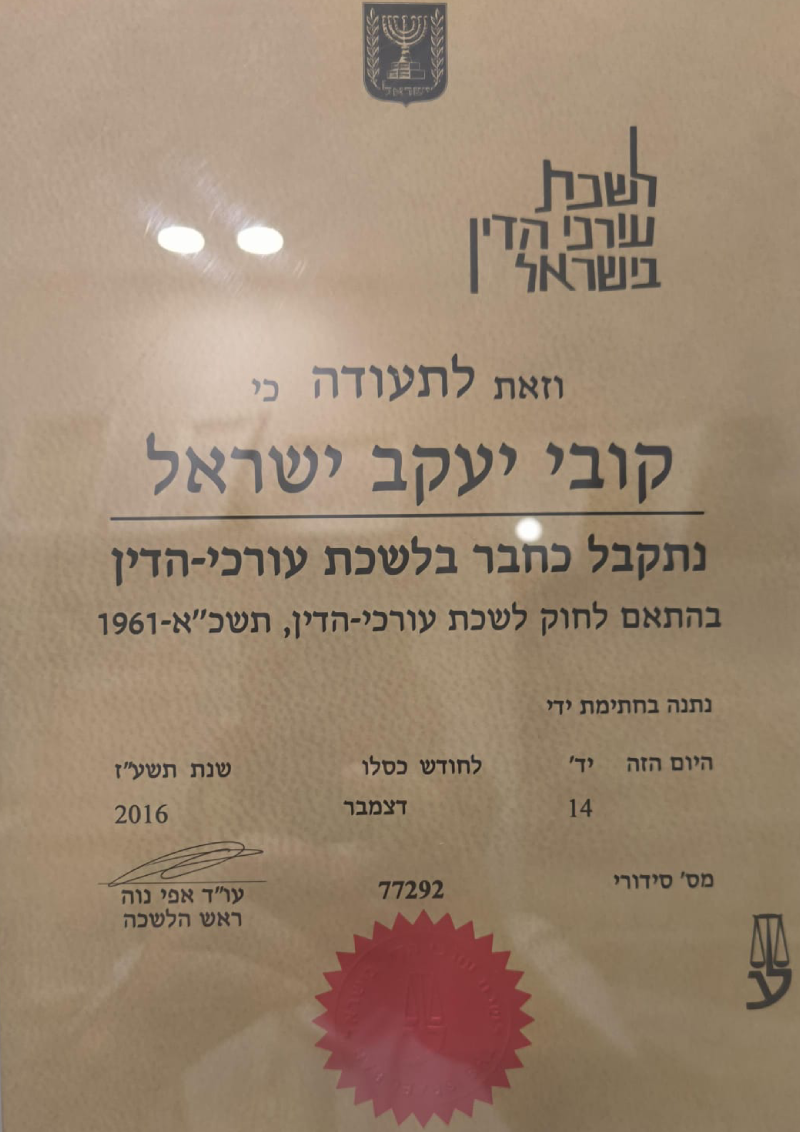 ישראל
לשכת
עורכי הדין
בישראל
וזאת לתעודה כי
קובי יעקב ישראל
נתקבל כחבר בלשכת עורכי-הדין
בהתאם לחוק לשכת עורכי-הדין, תשכ"א-1961
נתנה בחתימת ידי
היום הזה יד' לחודש כסלו שנת תשע"ז
14 דצמבר 2016
מס' סידורי 77292
עו"ד אפי נוה
ראש הלשכה